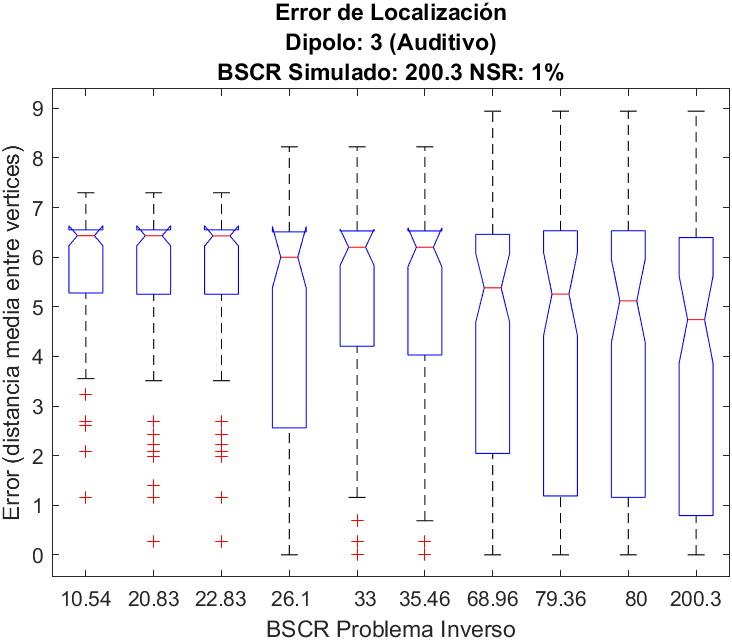 Error de Localización
Dipolo: 3 (Auditivo)
BSCR Simulado: 200.3 NSR: 1%
Error (distancia media entre vertices)
9
8
7
6
5
4
3
2
1
0
10.54 20.83 22.83 26.1 33 35.46 68.96 79.36 80 200.3
BSCR Problema Inverso